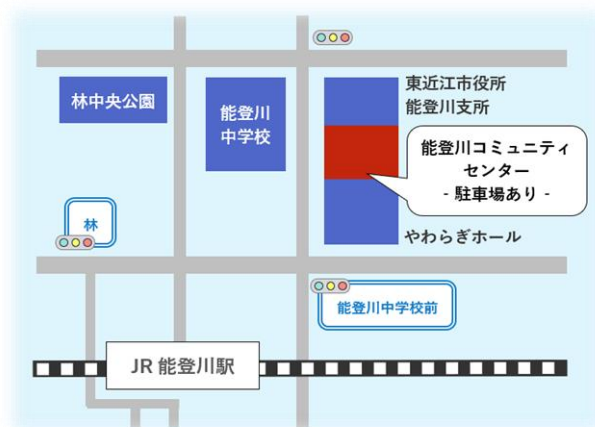 東近江市役所
能登川支所
林中央公園
能登川
中学校
能登川コミュニティ
センター
- 駐車場あり -
林
やわらぎホール
能登川中学校前
JR 能登川駅